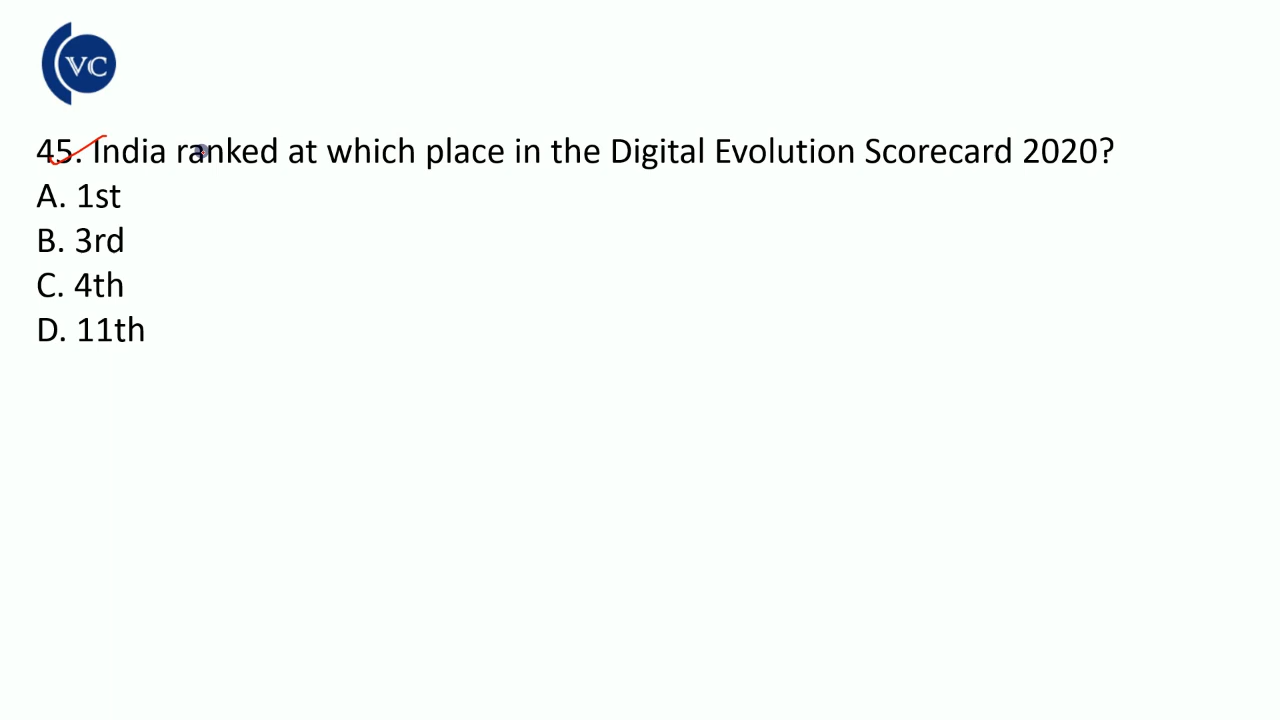 VC
45. India ranked at which place in the Digital Evolution Scorecard 2020?
A. 1st
B. 3rd
C. 4th
D. 11th